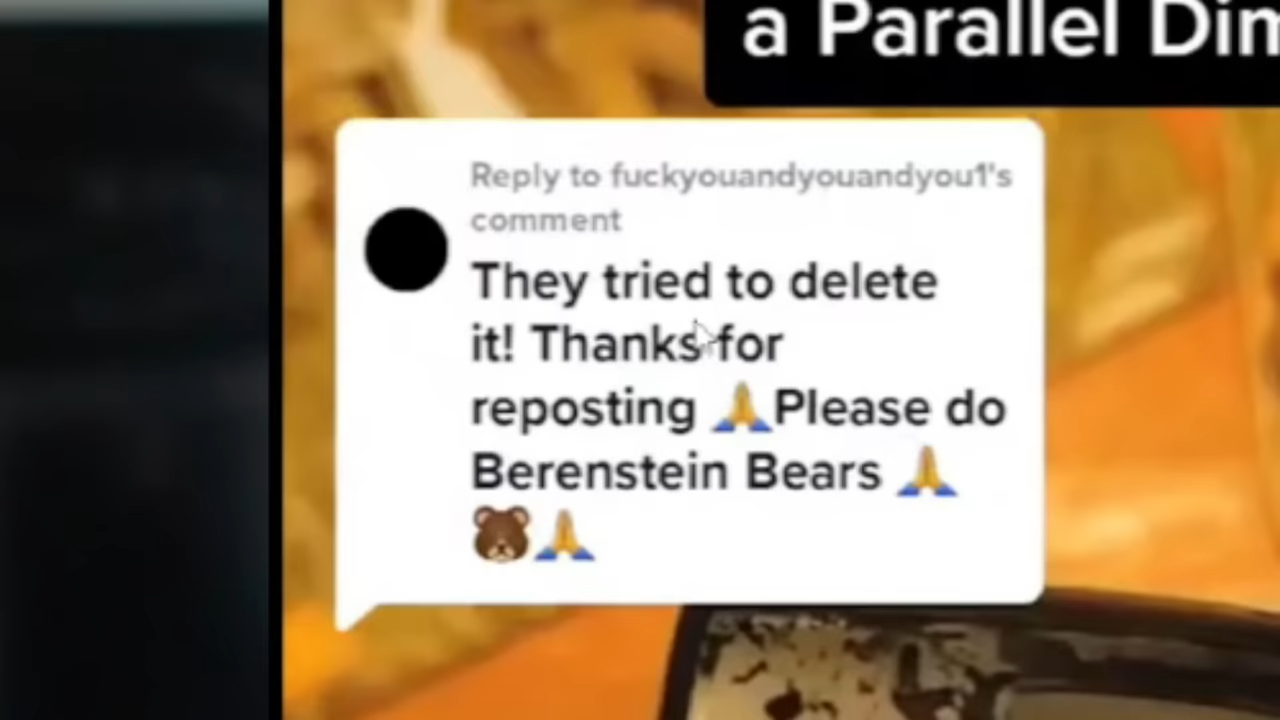 a Parallel Dim
Reply to fuckyouandyouandyou1's
comment
They tried to delete
it! Thanks for
reposting 🙏Please do
Berenstein Bears 🙏
🐻🙏